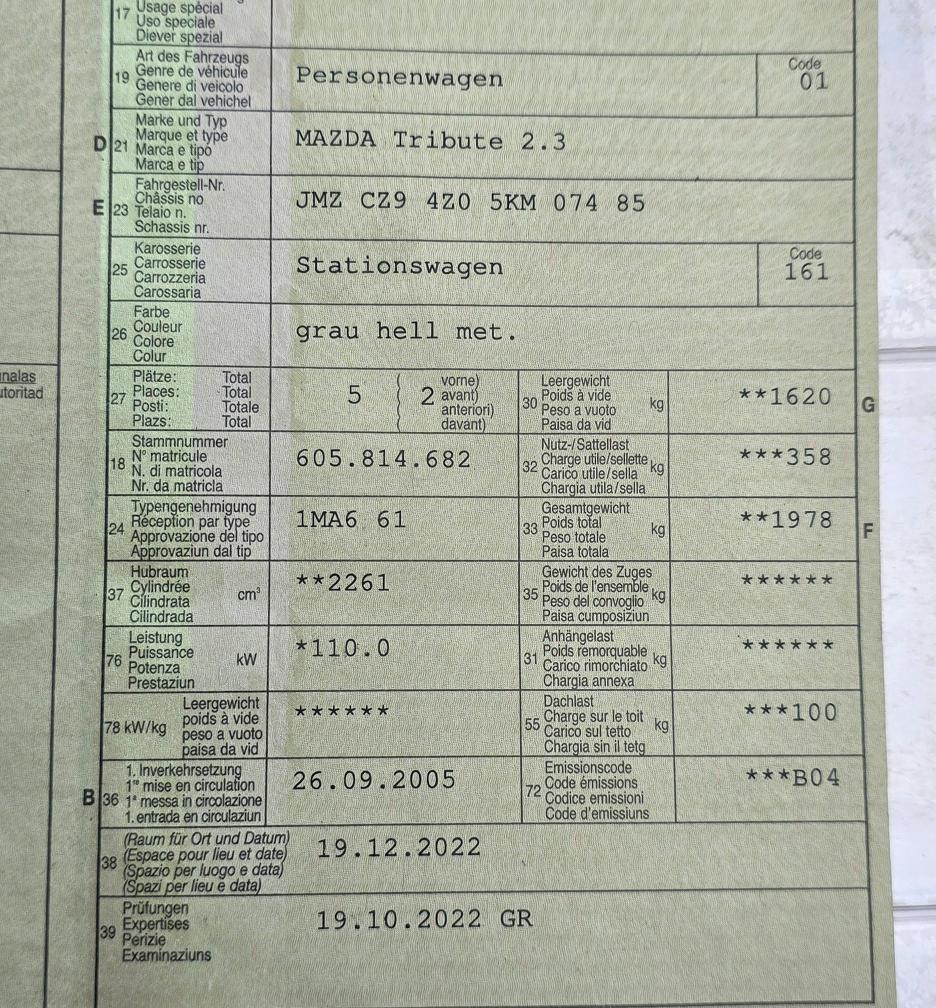 17 Usage spécial
Uso speciale
Diever spezial
19 Art des Fahrzeugs
Genre de véhicule
Genere di veicolo
Gener dal vehichel
Personenwagen
Code
01
D 21 Marke und Typ
Marque et type
Marca e tipo
Marca e tip
MAZDA Tribute 2.3
E 23 Fahrgestell-Nr.
Châssis no
Telaio n.
Schassis nr.
JMZ CZ9 4Z0 5KM 074 85
25 Karosserie
Carrosserie
Carrozzeria
Carossaria
Stationswagen
Code
161
26 Farbe
Couleur
Colore
Colur
grau hell met.
27 Plätze: Total
Places: Total
Posti: Totale
Plazs: Total
5 ( 2 vorne)
avant)
anteriori)
davant)
30 Leergewicht
Poids à vide
Peso a vuoto
Paisa da vid
kg
**1620
G
18 Stammnummer
N° matricule
N. di matricola
Nr. da matricla
605.814.682
32 Nutz-/Sattellast
Charge utile/sellette
Carico utile/sella
Chargia utila/sella
kg
***358
24 Typengenehmigung
Réception par type
Approvazione del tipo
Approvaziun dal tip
1MA6 61
33 Gesamtgewicht
Poids total
Peso totale
Paisa totala
kg
**1978
F
37 Hubraum
Cylindrée
Cilindrata
Cilindrada
cm³
**2261
35 Gewicht des Zuges
Poids de l'ensemble
Peso del convoglio
Paisa cumposiziun
kg
******
76 Leistung
Puissance
Potenza
Prestaziun
kW
*110.0
31 Anhängelast
Poids remorquable
Carico rimorchiato
Chargia annexa
kg
******
78 kW/kg
Leergewicht
poids à vide
peso a vuoto
paisa da vid
******
55 Dachlast
Charge sur le toit
Carico sul tetto
Chargia sin il tetg
kg
***100
B 36 1. Inverkehrsetzung
1re mise en circulation
1a messa in circolazione
1. entrada en circulaziun
26.09.2005
72 Emissionscode
Code émissions
Codice emissioni
Code d'emissiuns
***B04
38 (Raum für Ort und Datum)
(Espace pour lieu et date)
(Spazio per luogo e data)
(Spazi per lieu e data)
19.12.2022
39 Prüfungen
Expertises
Perizie
Examinaziuns
19.10.2022 GR